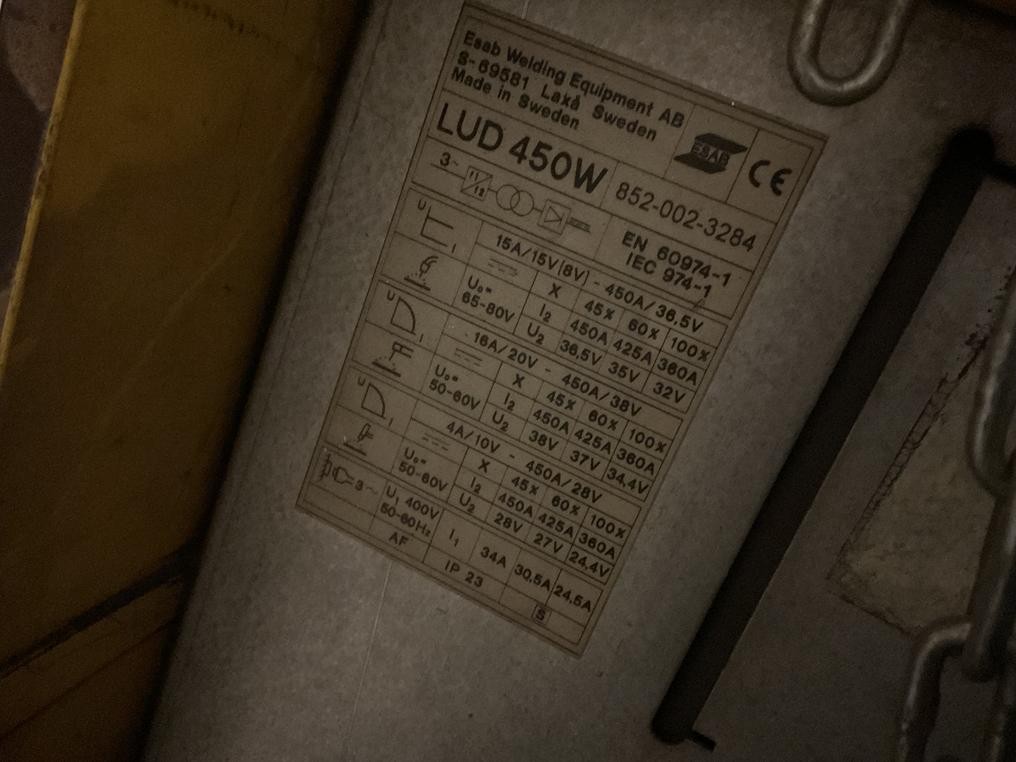 Esab Welding Equipment AB
S-69581 Laxå Sweden
Made in Sweden
ESAB
CE
LUD 450W
852-002-3284
3~ f1 f2
EN 60974-1
IEC 974-1
U I
15A/15V(8V) - 450A/36,5V
X 45% 60% 100%
U₀= 65-80V
I₂ 450A 425A 360A
U₂ 36,5V 35V 32V
U I
16A/20V - 450A/38V
X 45% 60% 100%
U₀= 50-60V
I₂ 450A 425A 360A
U₂ 38V 37V 34,4V
U I
4A/10V - 450A/28V
X 45% 60% 100%
U₀= 50-60V
I₂ 450A 425A 360A
U₂ 28V 27V 24,4V
3~
U₁ 400V
50-60Hz
I₁ 34A 30,5A 24,5A
AF
IP 23
S